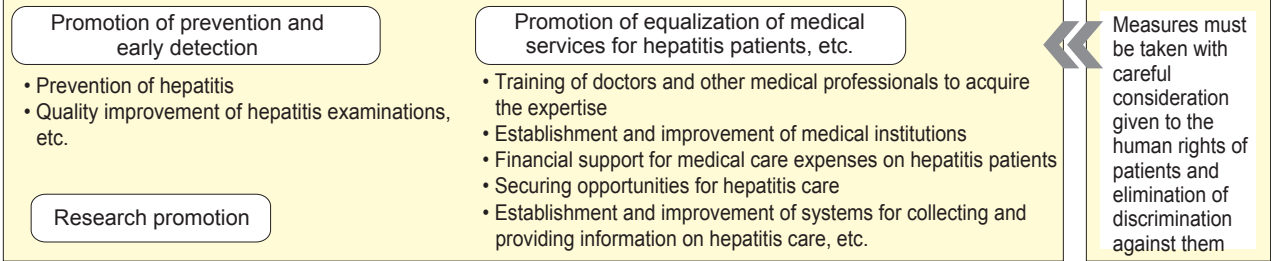 Promotion of prevention and
early detection
• Prevention of hepatitis
• Quality improvement of hepatitis examinations,
etc.
Research promotion
Promotion of equalization of medical
services for hepatitis patients, etc.
• Training of doctors and other medical professionals to acquire
the expertise
• Establishment and improvement of medical institutions
• Financial support for medical care expenses on hepatitis patients
• Securing opportunities for hepatitis care
• Establishment and improvement of systems for collecting and
providing information on hepatitis care, etc.
Measures must
be taken with
careful
consideration
given to the
human rights of
patients and
elimination of
discrimination
against them